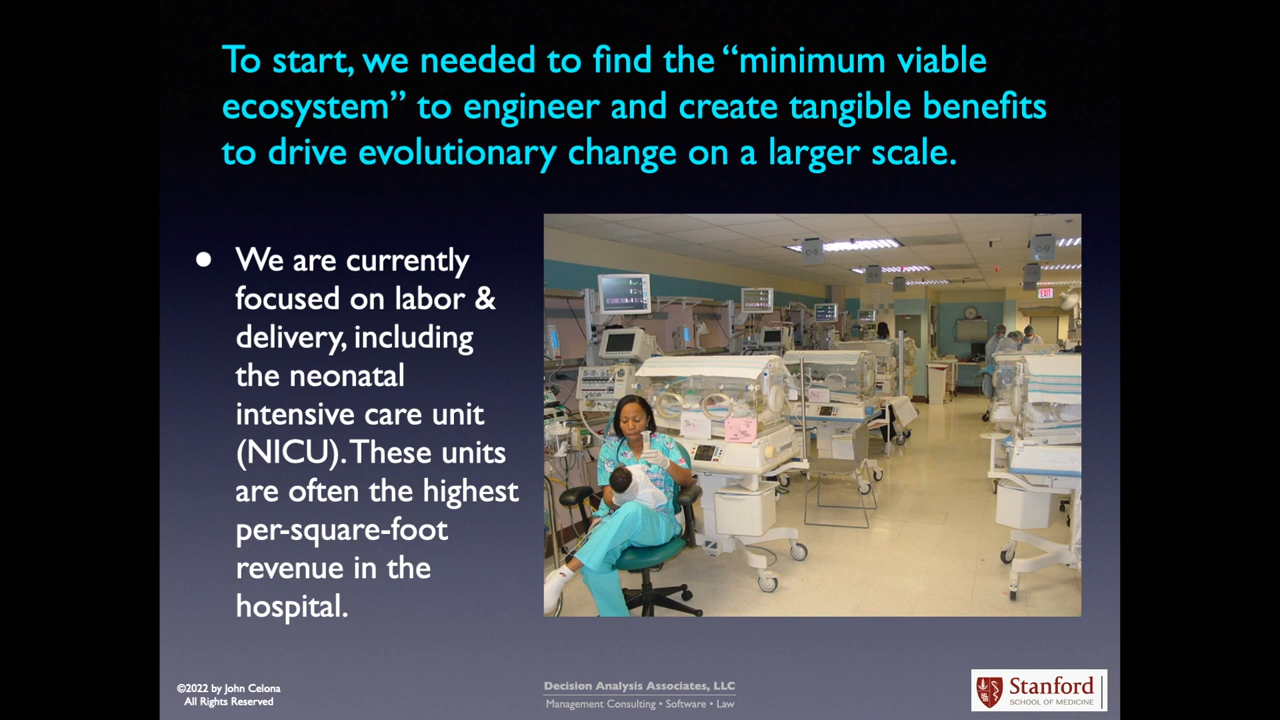 To start, we needed to find the “minimum viable
ecosystem” to engineer and create tangible benefits
to drive evolutionary change on a larger scale.
• We are currently
focused on labor &
delivery, including
the neonatal
intensive care unit
(NICU). These units
are often the highest
per-square-foot
revenue in the
hospital.
EXIT
©2022 by John Celona
All Rights Reserved
Decision Analysis Associates, LLC
Management Consulting • Software • Law
Stanford
SCHOOL OF MEDICINE